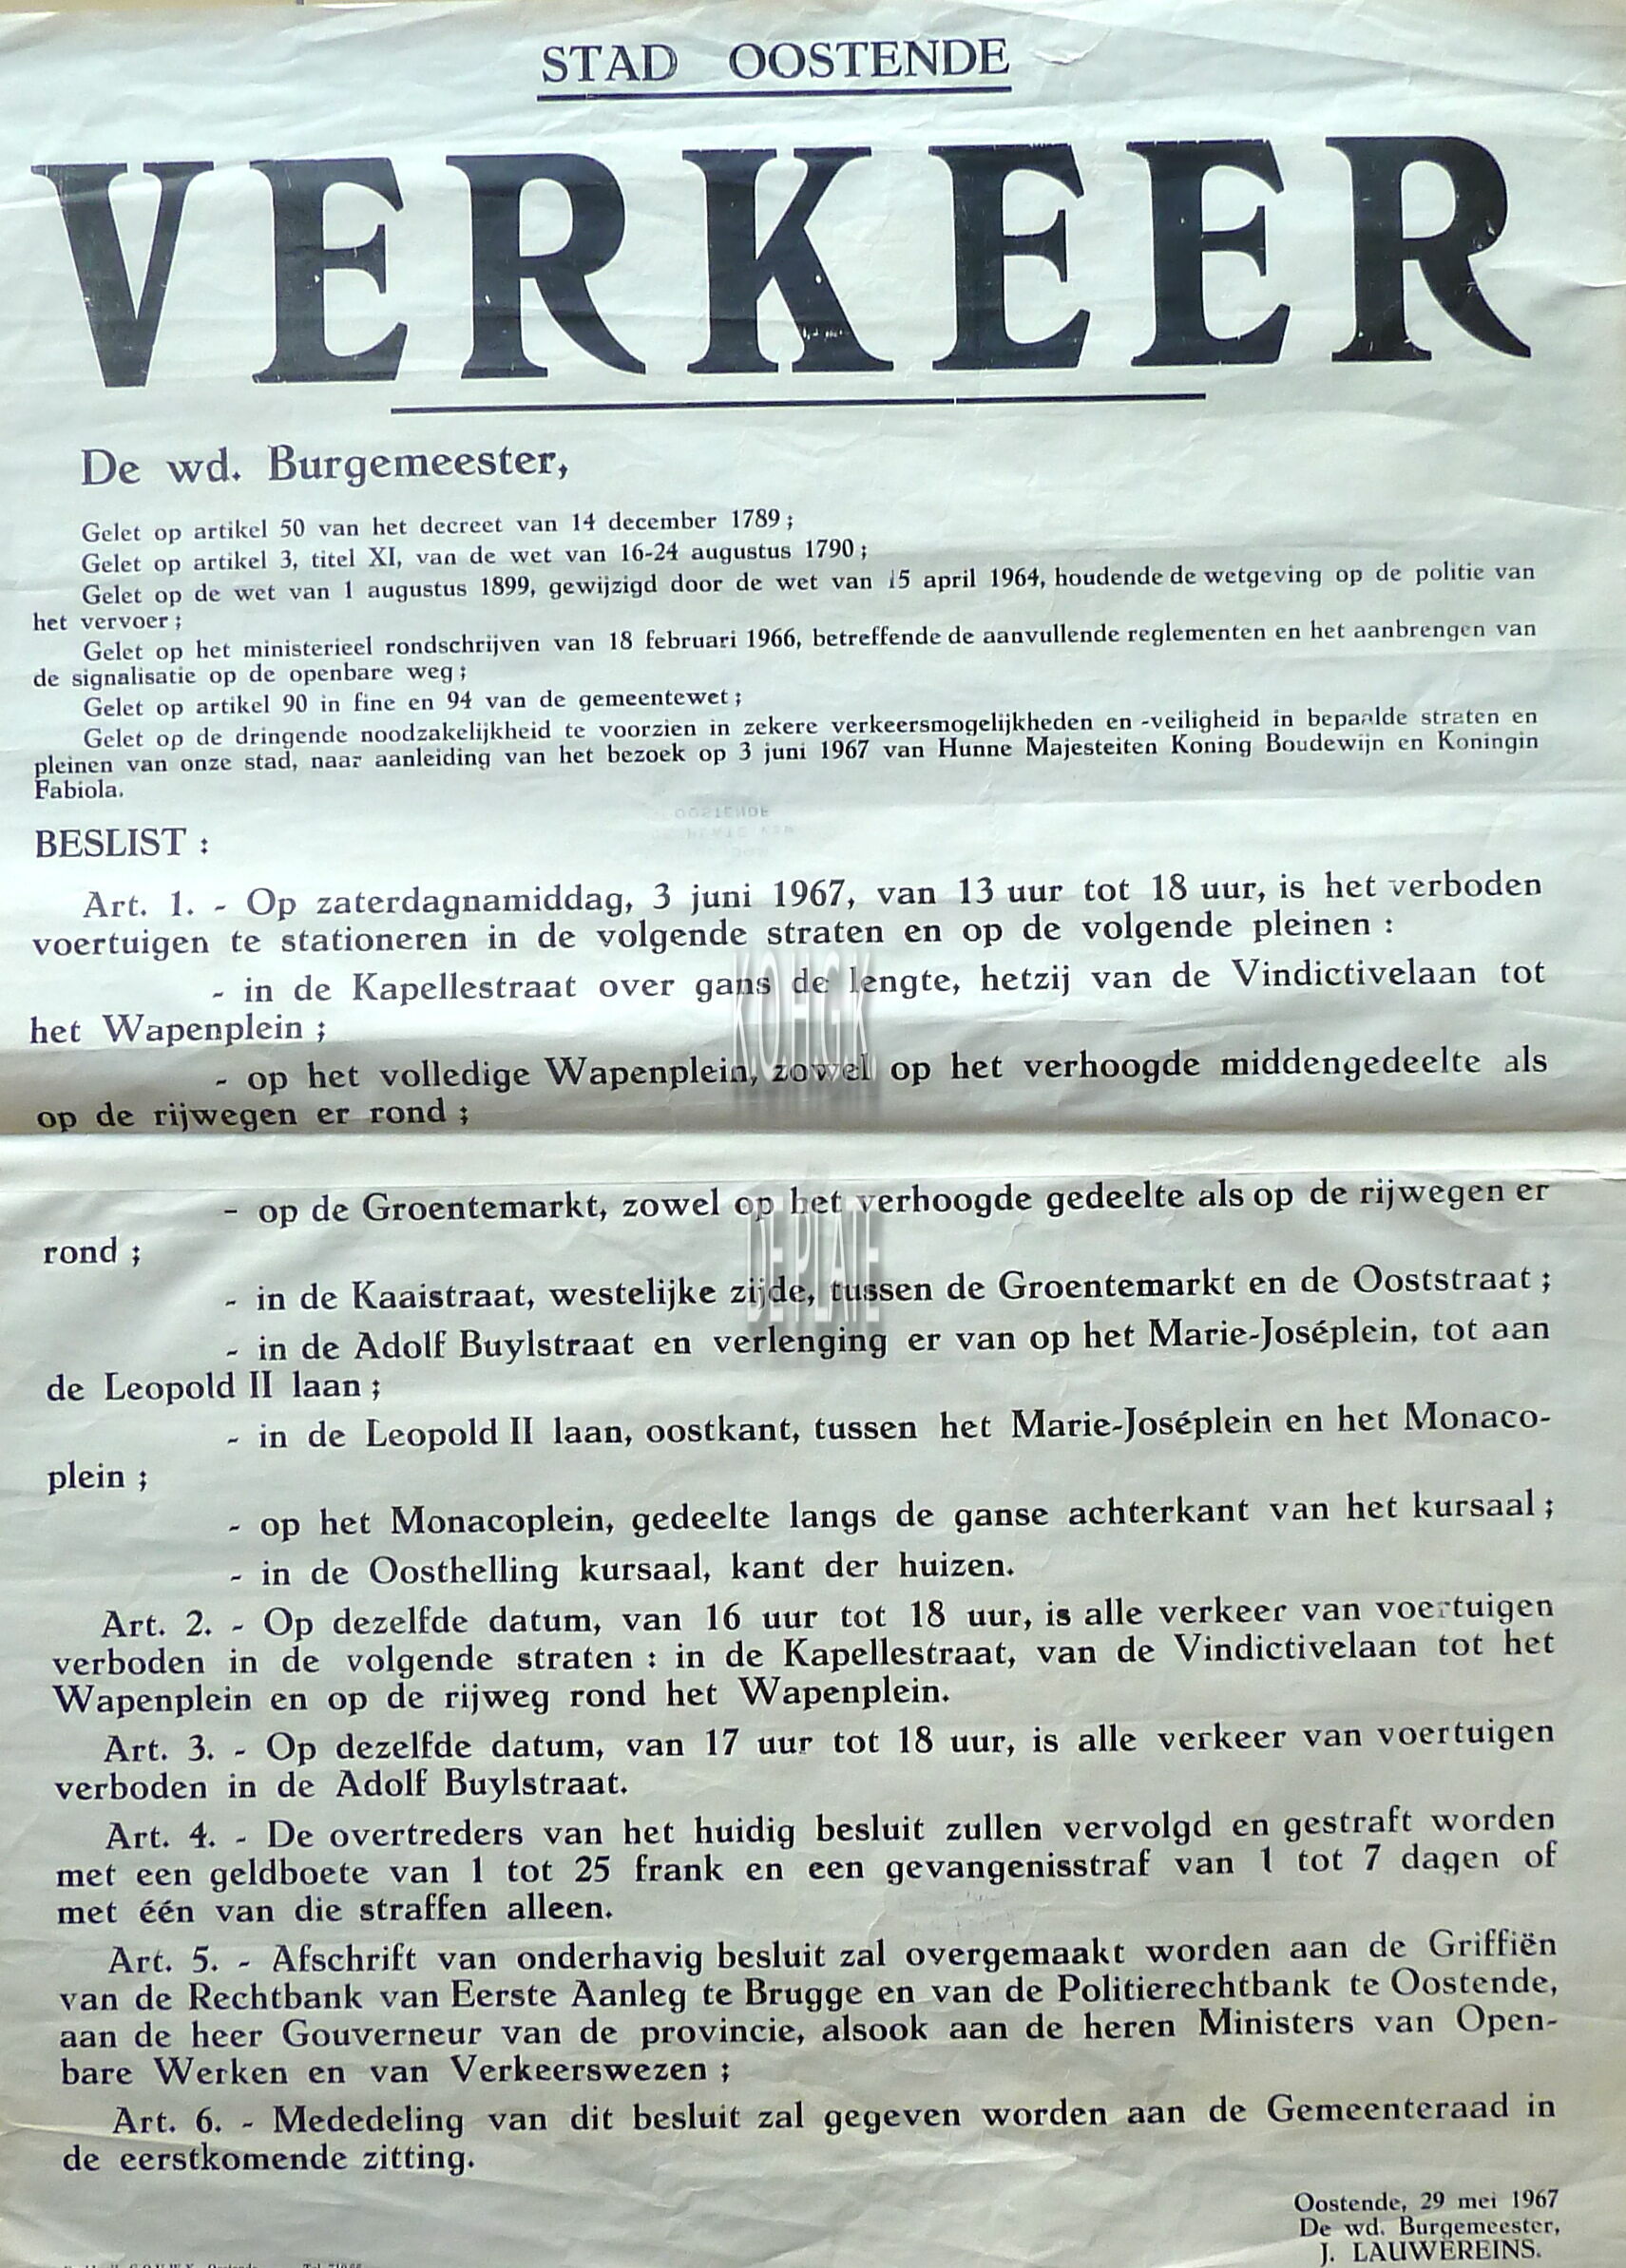 STAD OOSTENDE
VERKEER
De wd. Burgemeester,
Gelet op artikel 50 van het decreet van 14 december 1789 ;
Gelet op artikel 3, titel XI, van de wet van 16-24 augustus 1790 ;
Gelet op de wet van 1 augustus 1899, gewijzigd door de wet van 15 april 1964, houdende de wetgeving op de politie van
het vervoer ;
Gelet op het ministerieel rondschrijven van 18 februari 1966, betreffende de aanvullende reglementen en het aanbrengen van
de signalisatie op de openbare weg ;
Gelet op artikel 90 in fine en 94 van de gemeentewet ;
Gelet op de dringende noodzakelijkheid te voorzien in zekere verkeersmogelijkheden en -veiligheid in bepaalde straten en
pleinen van onze stad, naar aanleiding van het bezoek op 3 juni 1967 van Hunne Majesteiten Koning Boudewijn en Koningin
Fabiola.
BESLIST :
Art. 1. - Op zaterdagnamiddag, 3 juni 1967, van 13 uur tot 18 uur, is het verboden
voertuigen te stationeren in de volgende straten en op de volgende pleinen :
- in de Kapellestraat over gans de lengte, hetzij van de Vindictivelaan tot
het Wapenplein ;
K.O.H.G.K.
- op het volledige Wapenplein, zowel op het verhoogde middengedeelte als
op de rijwegen er rond ;
- op de Groentemarkt, zowel op het verhoogde gedeelte als op de rijwegen er
rond ;
DE PLATE
- in de Kaaistraat, westelijke zijde, tussen de Groentemarkt en de Ooststraat ;
- in de Adolf Buylstraat en verlenging er van op het Marie-Joséplein, tot aan
de Leopold II laan ;
- in de Leopold II laan, oostkant, tussen het Marie-Joséplein en het Monaco-
plein ;
- op het Monacoplein, gedeelte langs de ganse achterkant van het kursaal ;
- in de Oosthelling kursaal, kant der huizen.
Art. 2. - Op dezelfde datum, van 16 uur tot 18 uur, is alle verkeer van voertuigen
verboden in de volgende straten : in de Kapellestraat, van de Vindictivelaan tot het
Wapenplein en op de rijweg rond het Wapenplein.
Art. 3. - Op dezelfde datum, van 17 uur tot 18 uur, is alle verkeer van voertuigen
verboden in de Adolf Buylstraat.
Art. 4. - De overtreders van het huidig besluit zullen vervolgd en gestraft worden
met een geldboete van 1 tot 25 frank en een gevangenisstraf van 1 tot 7 dagen of
met één van die straffen alleen.
Art. 5. - Afschrift van onderhavig besluit zal overgemaakt worden aan de Griffiën
van de Rechtbank van Eerste Aanleg te Brugge en van de Politierechtbank te Oostende,
aan de heer Gouverneur van de provincie, alsook aan de heren Ministers van Open-
bare Werken en van Verkeerswezen ;
Art. 6. - Mededeling van dit besluit zal gegeven worden aan de Gemeenteraad in
de eerstkomende zitting.
Oostende, 29 mei 1967
De wd. Burgemeester,
J. LAUWEREINS.